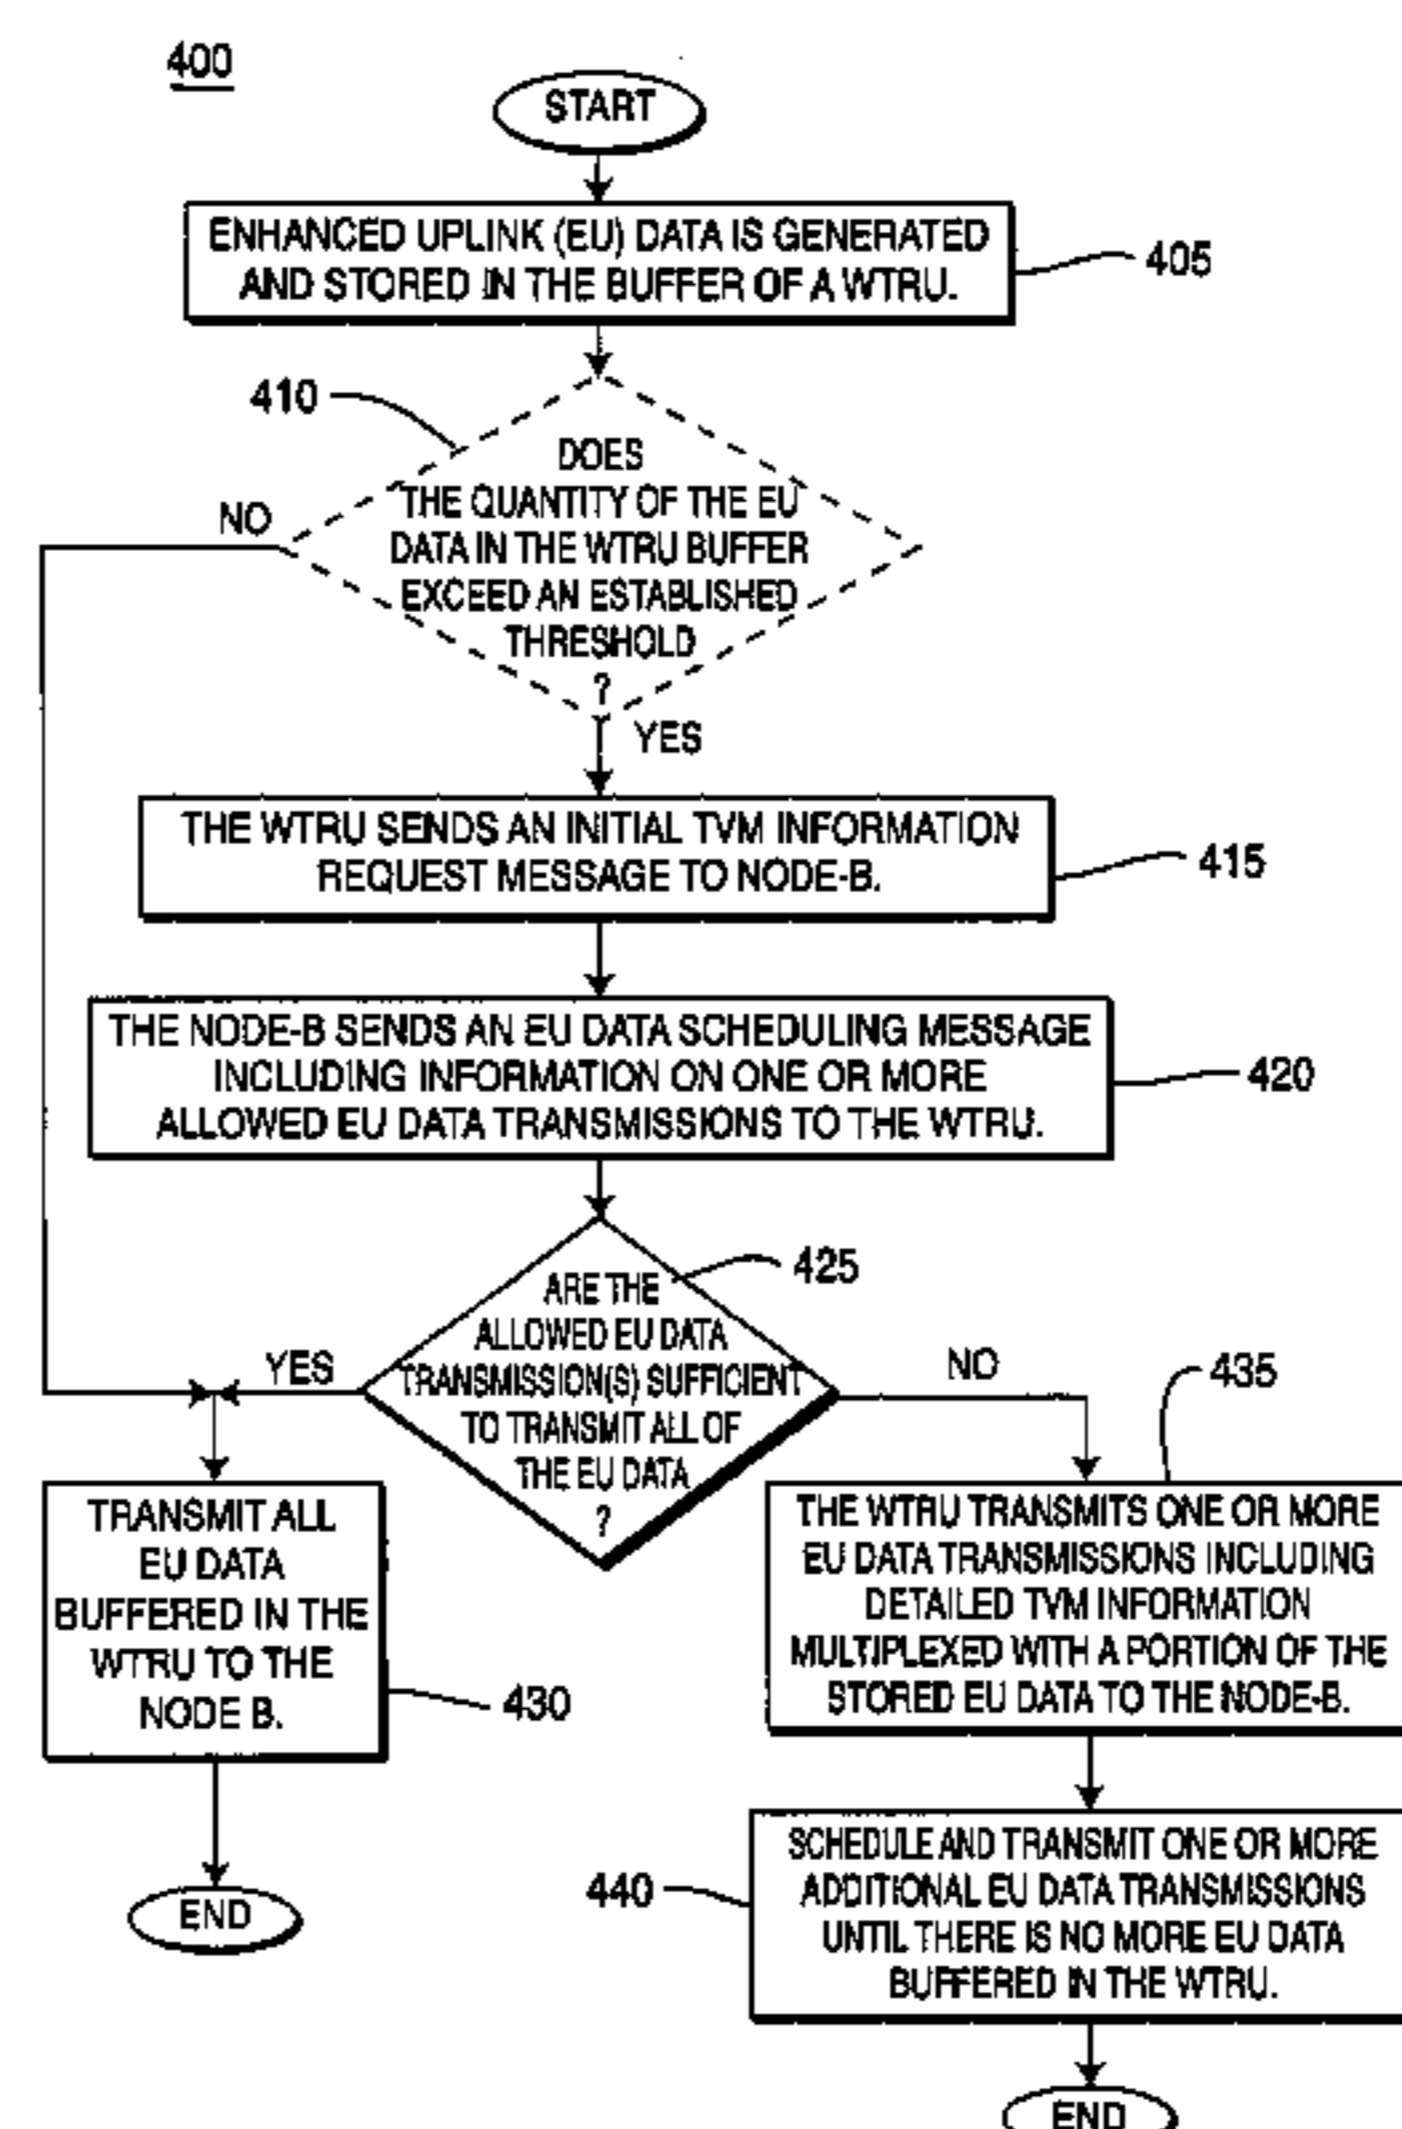 400
START
ENHANCED UPLINK (EU) DATA IS GENERATED
AND STORED IN THE BUFFER OF A WTRU.
405
410
DOES
THE QUANTITY OF THE EU
DATA IN THE WTRU BUFFER
EXCEED AN ESTABLISHED
THRESHOLD
?
NO
YES
THE WTRU SENDS AN INITIAL TVM INFORMATION
REQUEST MESSAGE TO NODE-B.
415
THE NODE-B SENDS AN EU DATA SCHEDULING MESSAGE
INCLUDING INFORMATION ON ONE OR MORE
ALLOWED EU DATA TRANSMISSIONS TO THE WTRU.
420
425
ARE THE
ALLOWED EU DATA
TRANSMISSION(S) SUFFICIENT
TO TRANSMIT ALL OF
THE EU DATA
?
YES
NO
435
TRANSMIT ALL
EU DATA
BUFFERED IN THE
WTRU TO THE
NODE B.
430
END
THE WTRU TRANSMITS ONE OR MORE
EU DATA TRANSMISSIONS INCLUDING
DETAILED TVM INFORMATION
MULTIPLEXED WITH A PORTION OF THE
STORED EU DATA TO THE NODE-B.
440
SCHEDULE AND TRANSMIT ONE OR MORE
ADDITIONAL EU DATA TRANSMISSIONS
UNTIL THERE IS NO MORE EU DATA
BUFFERED IN THE WTRU.
END